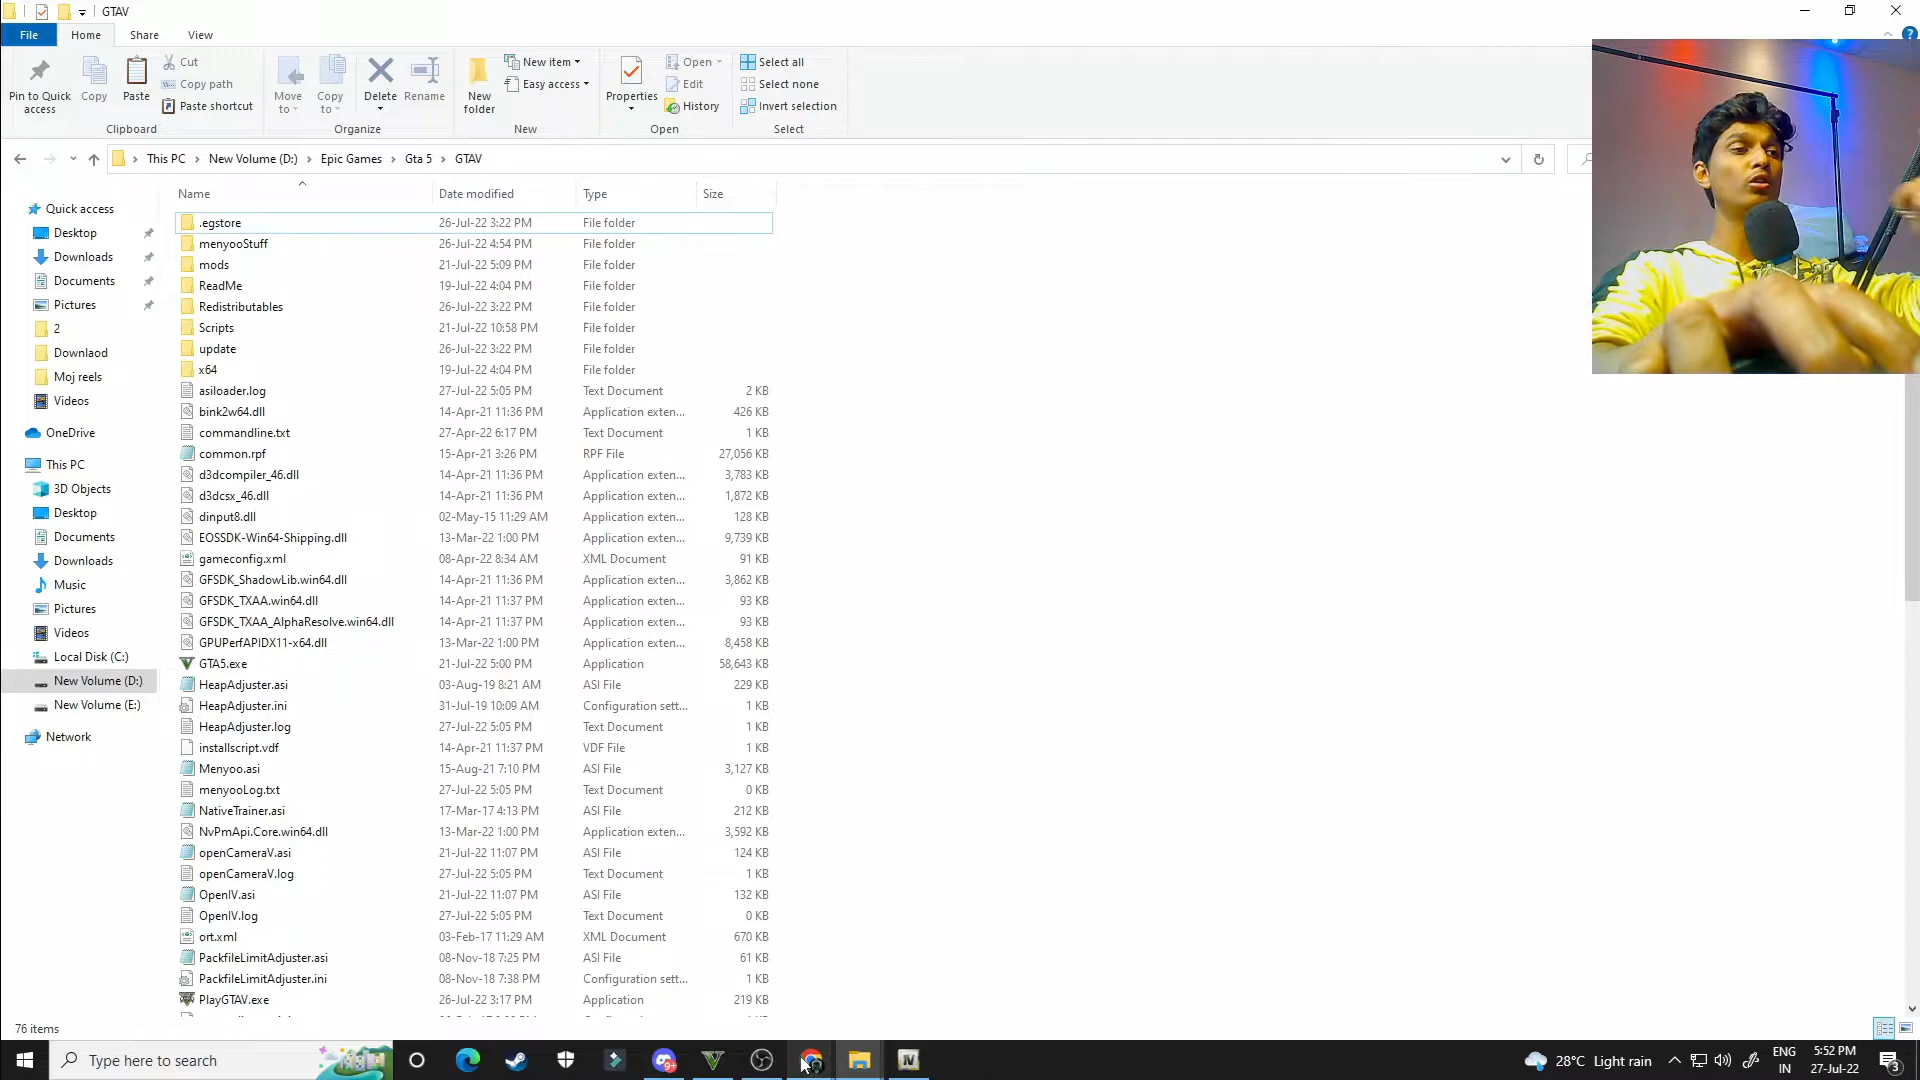 GTAV
File
Home
Share
View
Pin to Quick access
Copy
Paste
Cut
Copy path
Paste shortcut
Clipboard
Move to
Copy to
Delete
Rename
Organize
New folder
New item
Easy access
New
Properties
Open
Edit
History
Open
Select all
Select none
Invert selection
Select
This PC > New Volume (D:) > Epic Games > Gta 5 > GTAV
Name Date modified Type Size
Quick access
Desktop
Downloads
Documents
Pictures
2
Downlaod
Moj reels
Videos
OneDrive
This PC
3D Objects
Desktop
Documents
Downloads
Music
Pictures
Videos
Local Disk (C:)
New Volume (D:)
New Volume (E:)
Network
.egstore 26-Jul-22 3:22 PM File folder
menyooStuff 26-Jul-22 4:54 PM File folder
mods 21-Jul-22 5:09 PM File folder
ReadMe 19-Jul-22 4:04 PM File folder
Redistributables 26-Jul-22 3:22 PM File folder
Scripts 21-Jul-22 10:58 PM File folder
update 26-Jul-22 3:22 PM File folder
x64 19-Jul-22 4:04 PM File folder
asiloader.log 27-Jul-22 5:05 PM Text Document 2 KB
bink2w64.dll 14-Apr-21 11:36 PM Application exten... 426 KB
commandline.txt 27-Apr-22 6:17 PM Text Document 1 KB
common.rpf 15-Apr-21 3:26 PM RPF File 27,056 KB
d3dcompiler_46.dll 14-Apr-21 11:36 PM Application exten... 3,783 KB
d3dcsx_46.dll 14-Apr-21 11:36 PM Application exten... 1,872 KB
dinput8.dll 02-May-15 11:29 AM Application exten... 128 KB
EOSSDK-Win64-Shipping.dll 13-Mar-22 1:00 PM Application exten... 9,739 KB
gameconfig.xml 08-Apr-22 8:34 AM XML Document 91 KB
GFSDK_ShadowLib.win64.dll 14-Apr-21 11:36 PM Application exten... 3,862 KB
GFSDK_TXAA.win64.dll 14-Apr-21 11:37 PM Application exten... 93 KB
GFSDK_TXAA_AlphaResolve.win64.dll 14-Apr-21 11:37 PM Application exten... 93 KB
GPUPerfAPIDX11-x64.dll 13-Mar-22 1:00 PM Application exten... 8,458 KB
GTA5.exe 21-Jul-22 5:00 PM Application 58,643 KB
HeapAdjuster.asi 03-Aug-19 8:21 AM ASI File 229 KB
HeapAdjuster.ini 31-Jul-19 10:09 AM Configuration sett... 1 KB
HeapAdjuster.log 27-Jul-22 5:05 PM Text Document 1 KB
installscript.vdf 14-Apr-21 11:37 PM VDF File 1 KB
Menyoo.asi 15-Aug-21 7:10 PM ASI File 3,127 KB
menyooLog.txt 27-Jul-22 5:05 PM Text Document 0 KB
NativeTrainer.asi 17-Mar-17 4:13 PM ASI File 212 KB
NvPmApi.Core.win64.dll 13-Mar-22 1:00 PM Application exten... 3,592 KB
openCameraV.asi 21-Jul-22 11:07 PM ASI File 124 KB
openCameraV.log 27-Jul-22 5:05 PM Text Document 1 KB
OpenIV.asi 21-Jul-22 11:07 PM ASI File 132 KB
OpenIV.log 27-Jul-22 5:05 PM Text Document 0 KB
ort.xml 03-Feb-17 11:29 AM XML Document 670 KB
PackfileLimitAdjuster.asi 08-Nov-18 7:25 PM ASI File 61 KB
PackfileLimitAdjuster.ini 08-Nov-18 7:38 PM Configuration sett... 1 KB
PlayGTAV.exe 26-Jul-22 3:17 PM Application 219 KB
76 items
Type here to search
28°C Light rain
ENG
IN
5:52 PM
27-Jul-22
3